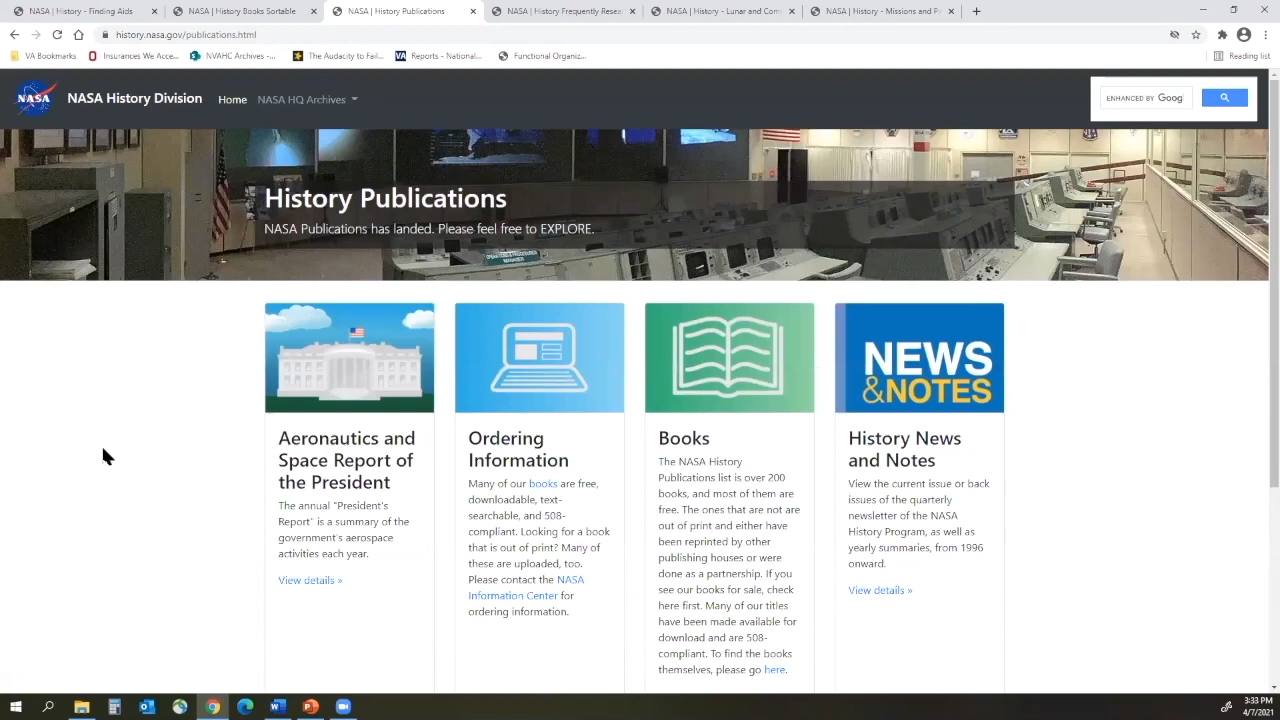 NASA | History - Finding Aids
NASA | History Books Sortable
NASA | History Publications
NASA | History Frequently Resea
NASA | History - Lunar and Com
NASA | History - Missions and P
history.nasa.gov/publications.html
VA Bookmarks
Insurances We Acce...
NVAHC Archives -...
The Audacity to Fail...
VA
Reports - National...
Functional Organiz...
Reading list
NASA
NASA History Division
Home
NASA HQ Archives
ENHANCED BY Goog
History Publications
NASA Publications has landed. Please feel free to EXPLORE.
Aeronautics and
Space Report of
the President
The annual "President's
Report" is a summary of the
government's aerospace
activities each year.
View details »
Ordering
Information
Many of our books are free,
downloadable, text-
searchable, and 508-
compliant. Looking for a book
that is out of print? Many of
these are uploaded, too.
Please contact the NASA
Information Center for
ordering information.
Books
The NASA History
Publications list is over 200
books, and most of them are
free. The ones that are not are
out of print and either have
been reprinted by other
publishing houses or were
done as a partnership. If you
see our books for sale, check
here first. Many of our titles
have been made available for
download and are 508-
compliant. To find the books
themselves, please go here.
NEWS
&NOTES
History News
and Notes
View the current issue or back
issues of the quarterly
newsletter of the NASA
History Program, as well as
yearly summaries, from 1996
onward.
View details »
3:33 PM
4/7/2021